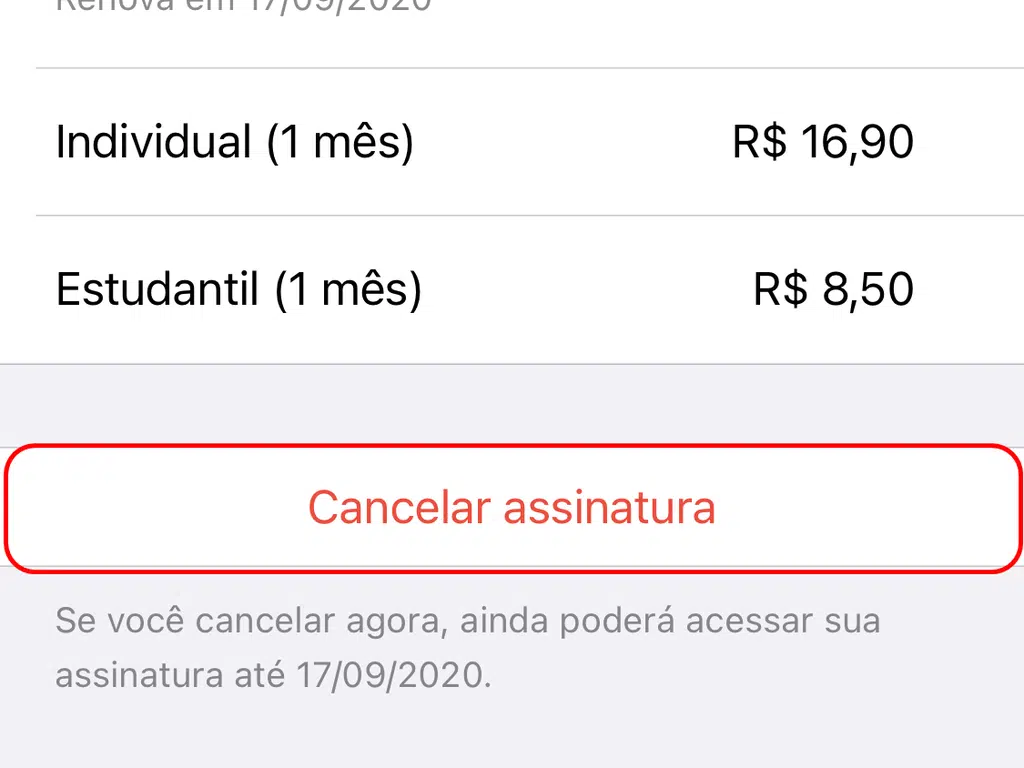 Renova em 17/09/2020
Individual (1 mês) R$ 16,90
Estudantil (1 mês) R$ 8,50
Cancelar assinatura
Se você cancelar agora, ainda poderá acessar sua
assinatura até 17/09/2020.